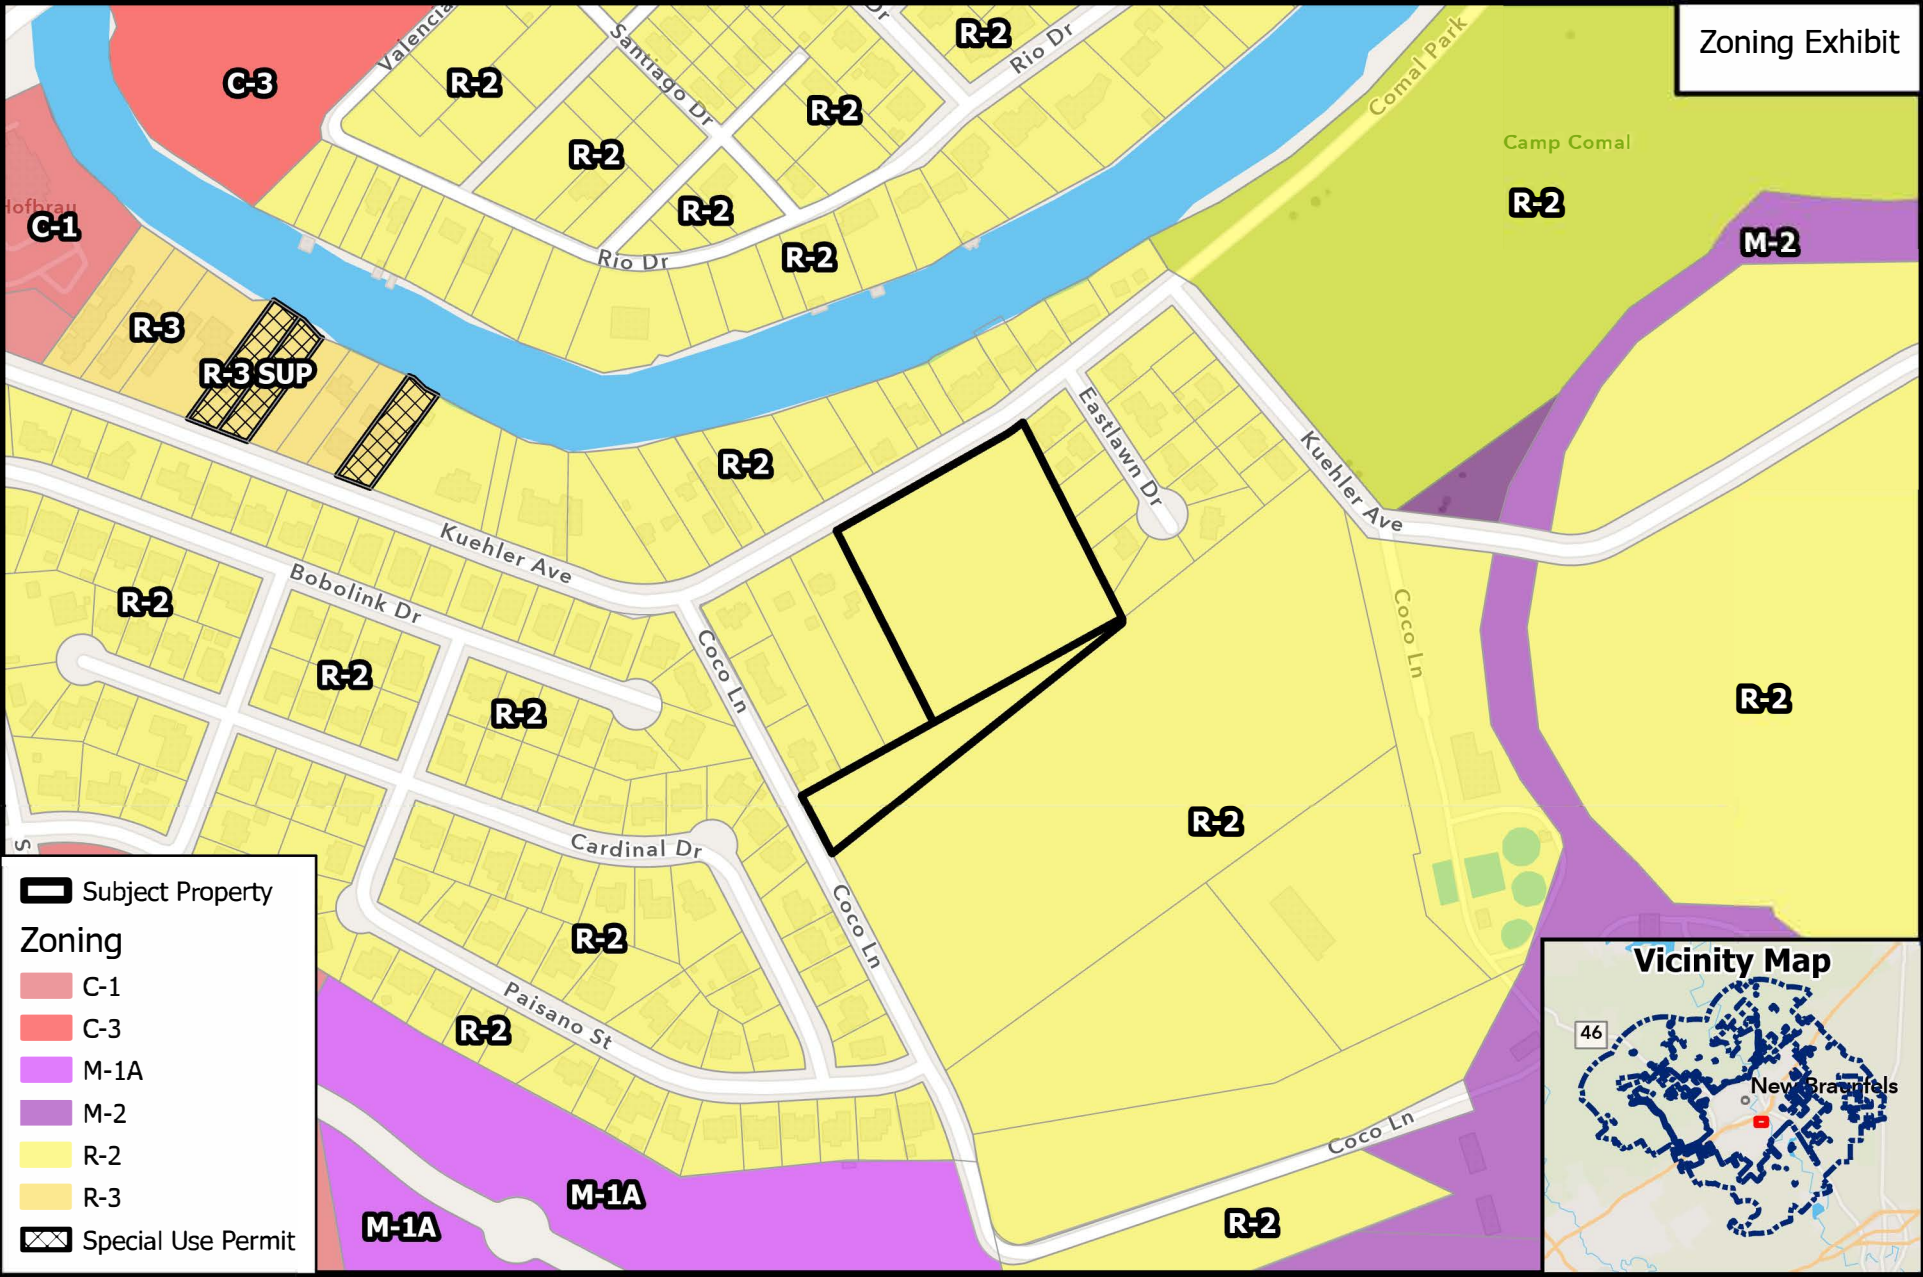 Zoning Exhibit
Valencia
Santiago Dr
Dr
R-2
Rio Dr
Comal Park
C-3
R-2
R-2
Camp Comal
R-2
R-2
Hofbrau
C-1
R-2
R-2
M-2
Rio Dr
R-3
R-3 SUP
Eastlawn Dr
R-2
Kuehler Ave
Kuehler Ave
Bobolink Dr
R-2
Coco Ln
Coco Ln
R-2
R-2
R-2
R-2
Cardinal Dr
S
Coco Ln
R-2
Paisano St
R-2
Coco Ln
M-1A
M-1A
R-2
Subject Property
Zoning
C-1
C-3
M-1A
M-2
R-2
R-3
Special Use Permit
Vicinity Map
46
New Braunfels